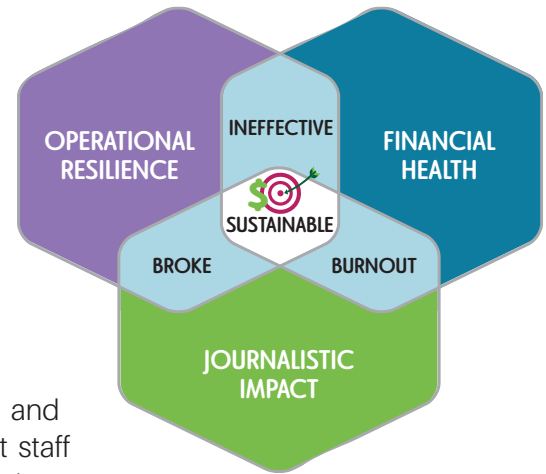 INEFFECTIVE
OPERATIONAL
RESILIENCE
FINANCIAL
HEALTH
$
SUSTAINABLE
BROKE
BURNOUT
JOURNALISTIC
IMPACT
and
t staff